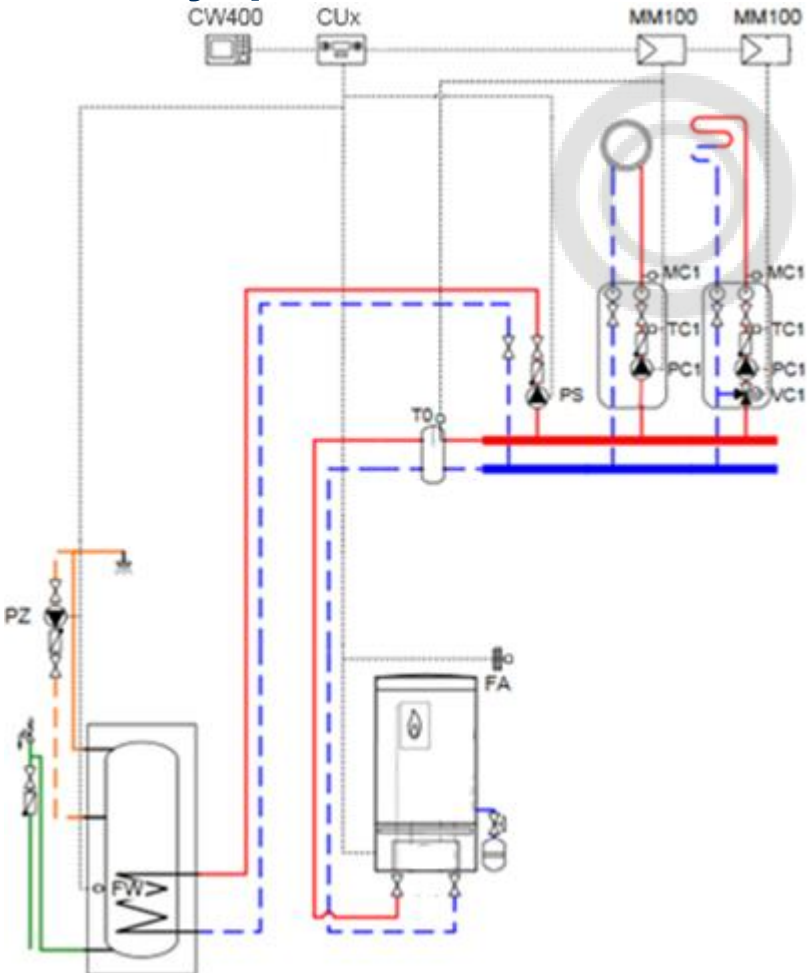 CW400 CUx MM100 MM100
MC1 MC1
TC1 TC1
PC1 PC1
PS VC1
T0
PZ
FA
FW